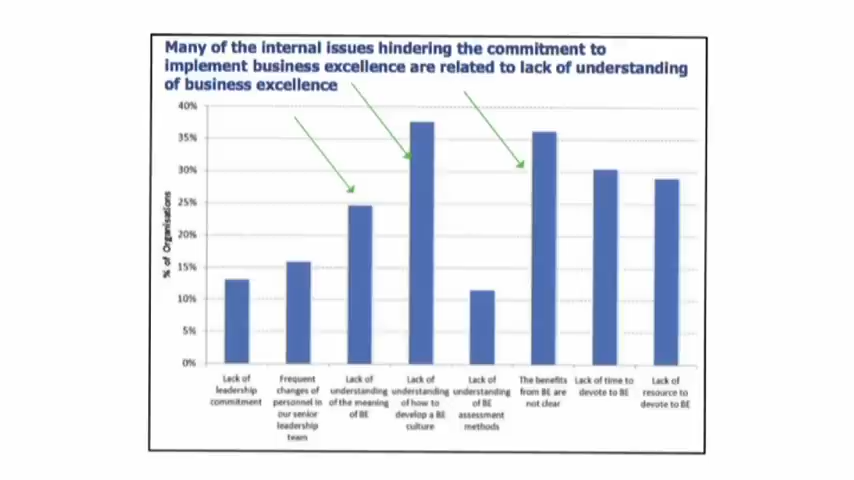 Many of the internal issues hindering the commitment to
implement business excellence are related to lack of understanding
of business excellence
40%
35%
30%
25%
20%
15%
10%
5%
0%
% of Organisations
Lack of
leadership
commitment
Frequent
changes of
personnel in
our senior
leadership
team
Lack of
understanding
of the meaning
of BE
Lack of
understanding
of how to
develop a BE
culture
Lack of
understanding
of BE
assessment
methods
The benefits
from BE are
not clear
Lack of time to
devote to BE
Lack of
resource to
devote to BE